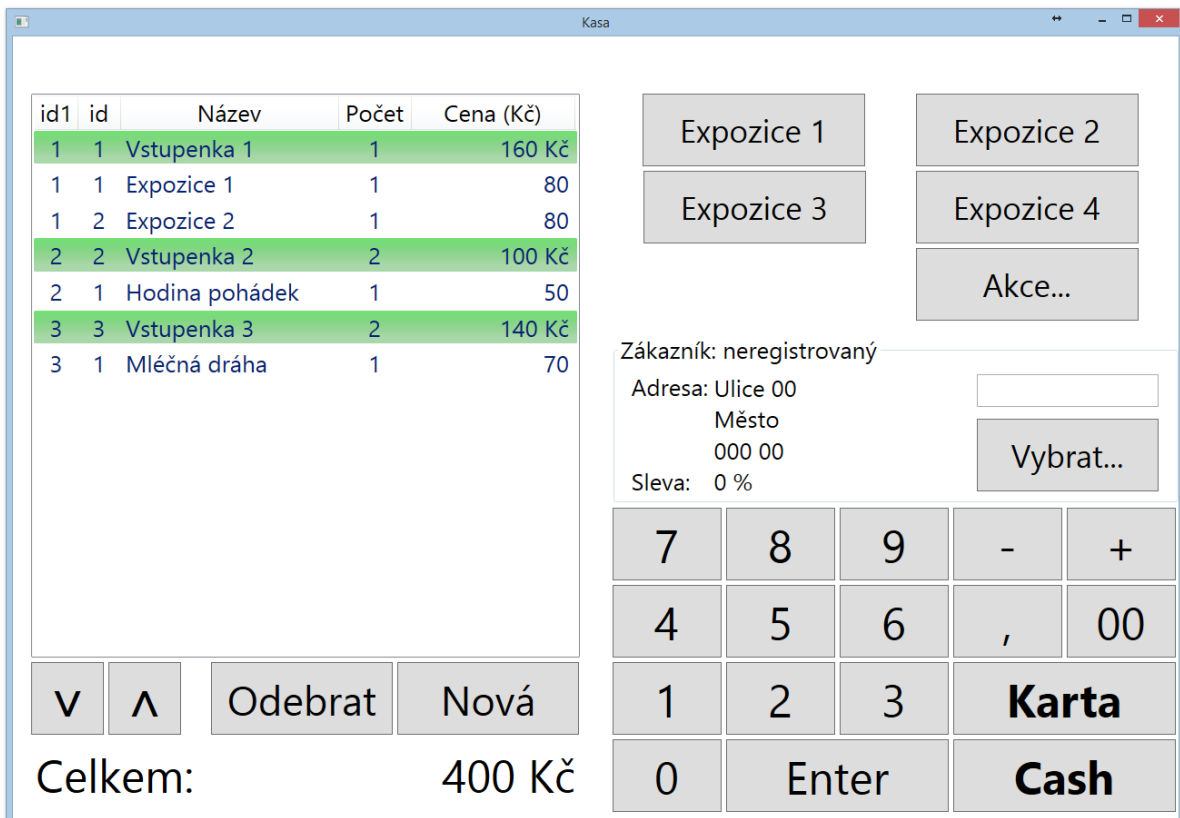 Kasa
id1 id Název Počet Cena (Kč)
1 1 Vstupenka 1 1 160 Kč
1 1 Expozice 1 1 80
1 2 Expozice 2 1 80
2 2 Vstupenka 2 2 100 Kč
2 1 Hodina pohádek 1 50
3 3 Vstupenka 3 2 140 Kč
3 1 Mléčná dráha 1 70
Odebrat Nová
Celkem: 400 Kč
Expozice 1 Expozice 2
Expozice 3 Expozice 4
Akce...
Zákazník: neregistrovaný
Adresa: Ulice 00
Město
000 00
Sleva: 0 %
Vybrat...
7 8 9 - +
4 5 6 , 00
1 2 3 Karta
0 Enter Cash